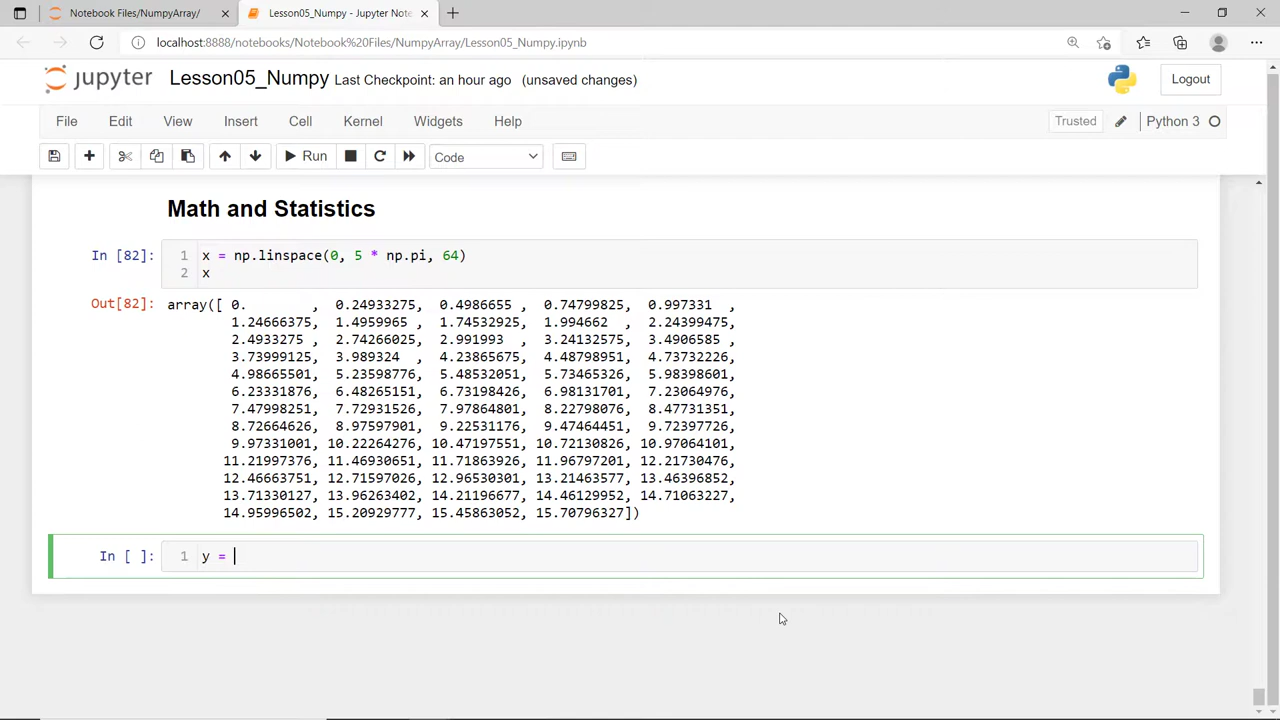 Notebook Files/NumpyArray/
Lesson05_Numpy - Jupyter Note
localhost:8888/notebooks/Notebook%20Files/NumpyArray/Lesson05_Numpy.ipynb
jupyter Lesson05_Numpy Last Checkpoint: an hour ago (unsaved changes) Logout
File Edit View Insert Cell Kernel Widgets Help Trusted Python 3
Run Code
Math and Statistics
In [82]: 1 x = np.linspace(0, 5 * np.pi, 64)
2 x
Out[82]: array([ 0. , 0.24933275, 0.4986655 , 0.74799825, 0.997331 ,
1.24666375, 1.4959965 , 1.74532925, 1.994662 , 2.24399475,
2.4933275 , 2.74266025, 2.991993 , 3.24132575, 3.4906585 ,
3.73999125, 3.989324 , 4.23865675, 4.48798951, 4.73732226,
4.98665501, 5.23598776, 5.48532051, 5.73465326, 5.98398601,
6.23331876, 6.48265151, 6.73198426, 6.98131701, 7.23064976,
7.47998251, 7.72931526, 7.97864801, 8.22798076, 8.47731351,
8.72664626, 8.97597901, 9.22531176, 9.47464451, 9.72397726,
9.97331001, 10.22264276, 10.47197551, 10.72130826, 10.97064101,
11.21997376, 11.46930651, 11.71863926, 11.96797201, 12.21730476,
12.46663751, 12.71597026, 12.96530301, 13.21463577, 13.46396852,
13.71330127, 13.96263402, 14.21196677, 14.46129952, 14.71063227,
14.95996502, 15.20929777, 15.45863052, 15.70796327])
In [ ]: 1 y =